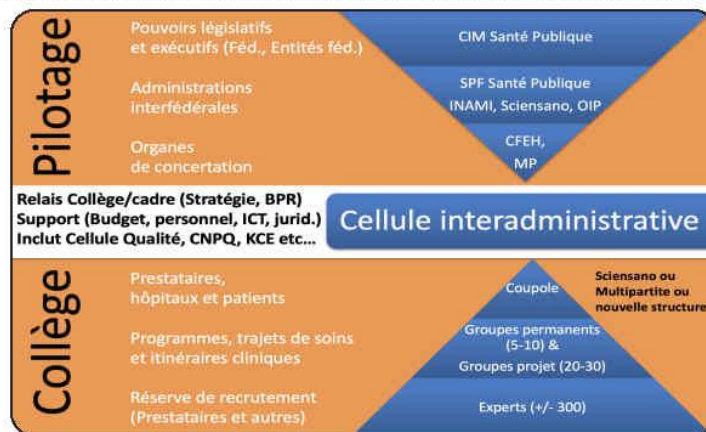 Pilotage
Pouvoirs législatifs
et exécutifs (Féd., Entités féd.)
CIM Santé Publique
Administrations
interfédérales
SPF Santé Publique
INAMI, Sciensano, OIP
Organes
de concertation
CFEH,
MP
Relais Collège/cadre (Stratégie, BPR)
Support (Budget, personnel, ICT, jurid.)
Inclut Cellule Qualité, CNPQ, KCE etc...
Cellule interadministrative
Collège
Prestataires,
hôpitaux et patients
Coupole
Sciensano ou
Multipartite ou
nouvelle structure
Programmes, trajets de soins
et itinéraires cliniques
Groupes permanents
(5-10) &
Groupes projet (20-30)
Réserve de recrutement
(Prestataires et autres)
Experts (+/- 300)